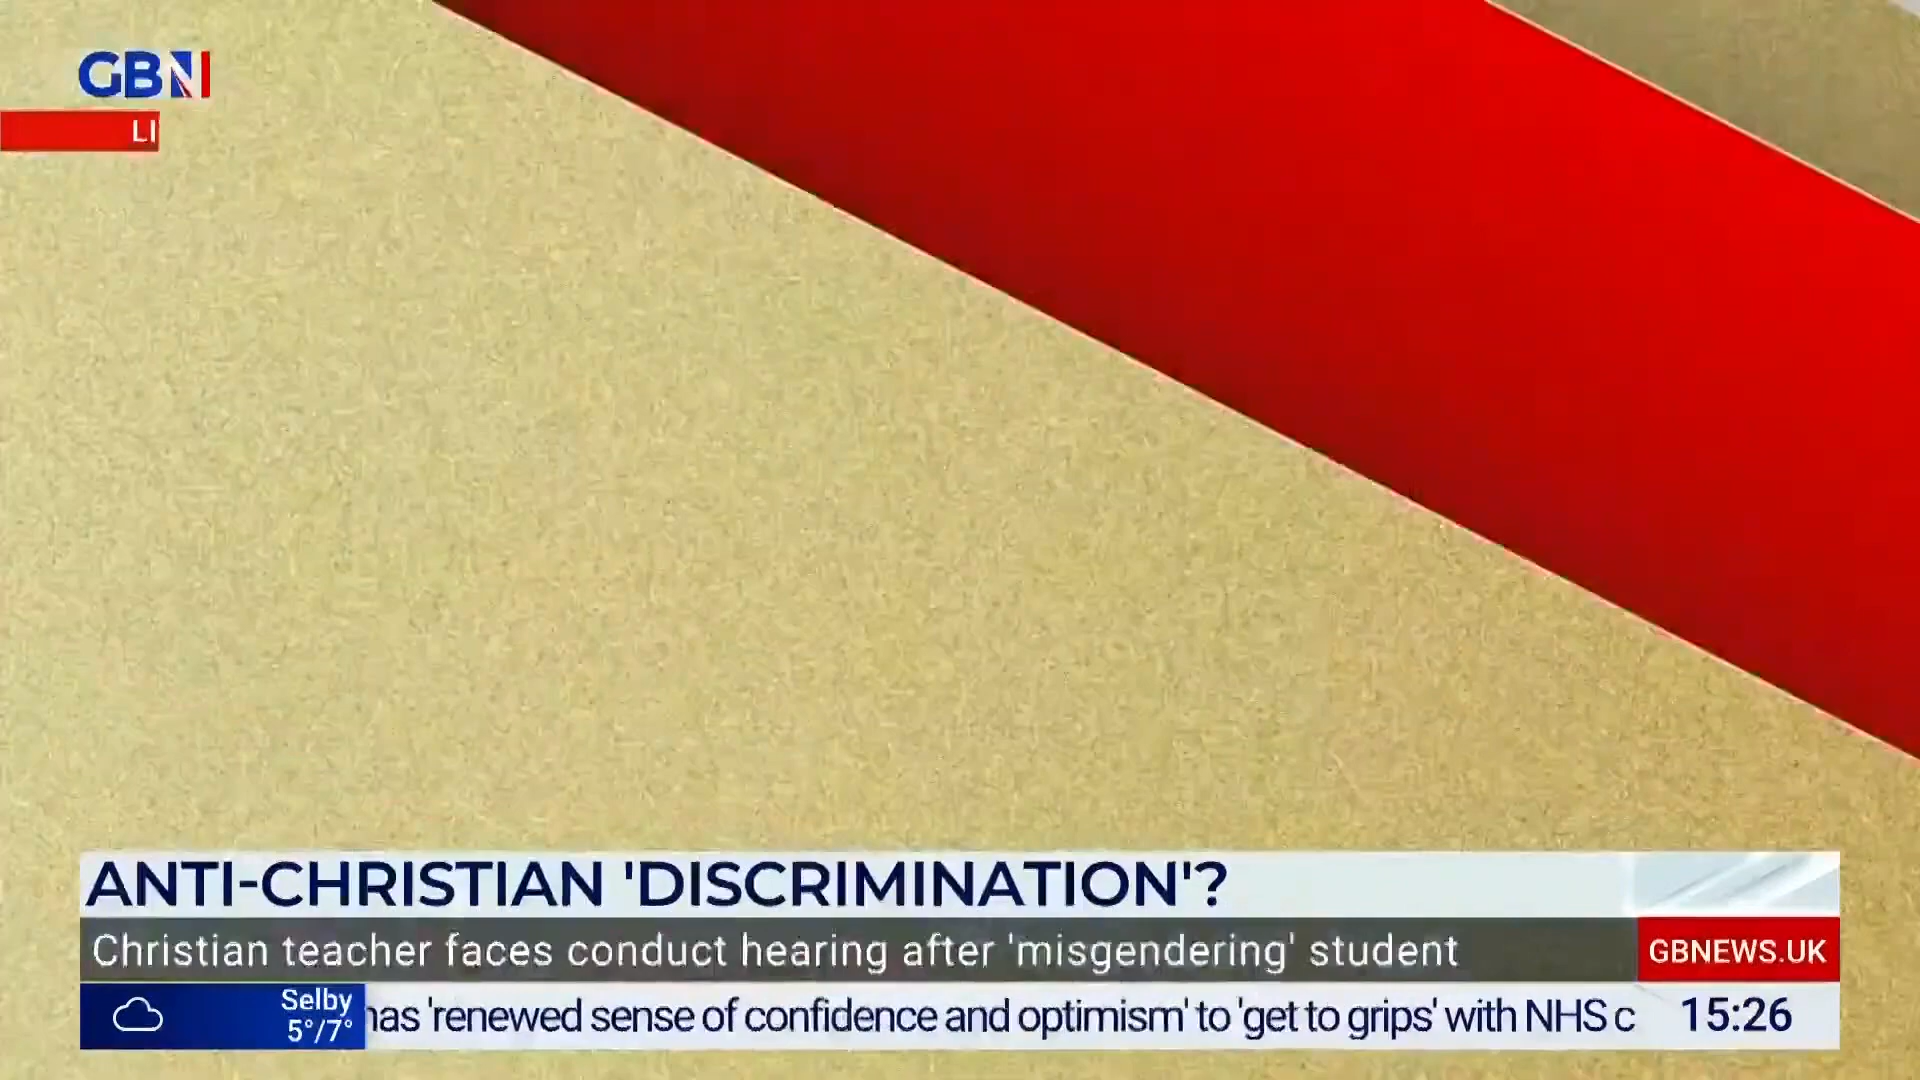 GBN
LI
ANTI-CHRISTIAN 'DISCRIMINATION'?
Christian teacher faces conduct hearing after 'misgendering' student
GBNEWS.UK
Selby
5°/7°
has 'renewed sense of confidence and optimism' to 'get to grips' with NHS c
15:26